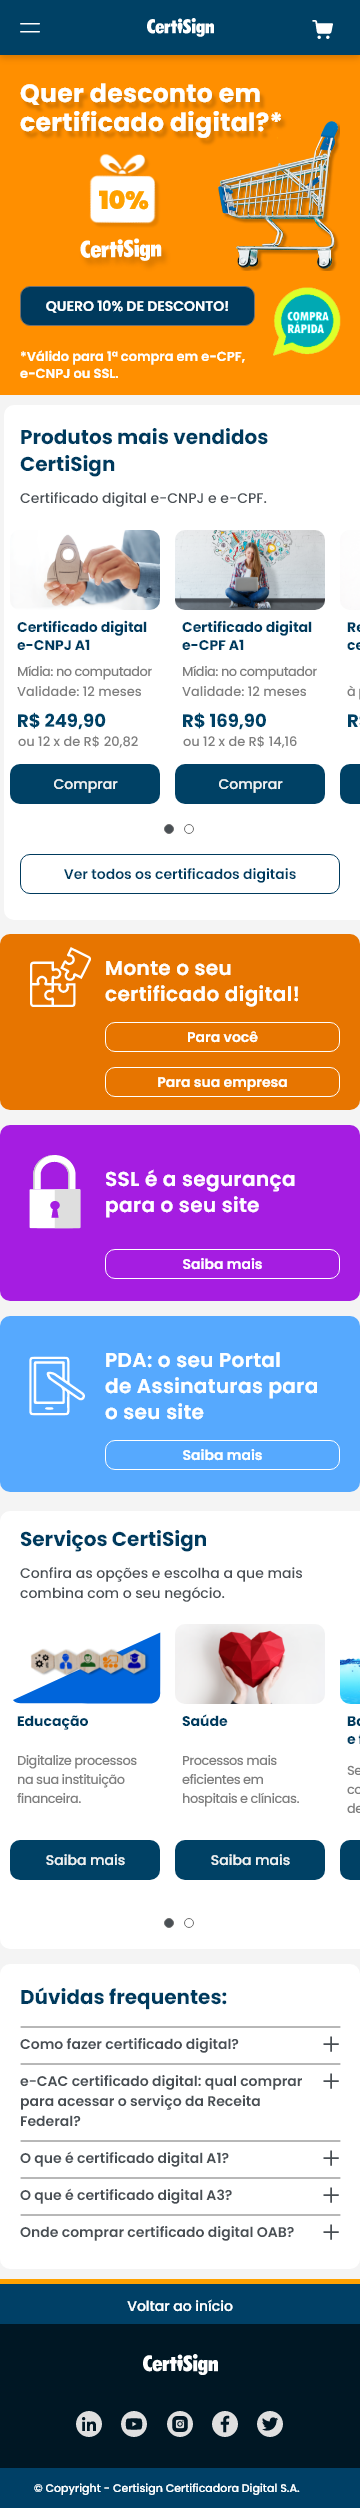 CertiSign
Quer desconto em
certificado digital?*
10%
CertiSign
QUERO 10% DE DESCONTO!
COMPRA
RÁPIDA
*Válido para 1ª compra em e-CPF,
e-CNPJ ou SSL.
Produtos mais vendidos
CertiSign
Certificado digital e-CNPJ e e-CPF.
Certificado digital
e-CNPJ A1
Mídia: no computador
Validade: 12 meses
R$ 249,90
ou 12 x de R$ 20,82
Comprar
Certificado digital
e-CPF A1
Mídia: no computador
Validade: 12 meses
R$ 169,90
ou 12 x de R$ 14,16
Comprar
Ver todos os certificados digitais
Monte o seu
certificado digital!
Para você
Para sua empresa
SSL é a segurança
para o seu site
Saiba mais
PDA: o seu Portal
de Assinaturas para
o seu site
Saiba mais
Serviços CertiSign
Confira as opções e escolha a que mais
combina com o seu negócio.
Educação
Digitalize processos
na sua instituição
financeira.
Saiba mais
Saúde
Processos mais
eficientes em
hospitais e clínicas.
Saiba mais
Dúvidas frequentes:
Como fazer certificado digital?
e-CAC certificado digital: qual comprar
para acessar o serviço da Receita
Federal?
O que é certificado digital A1?
O que é certificado digital A3?
Onde comprar certificado digital OAB?
Voltar ao início
CertiSign
© Copyright - Certisign Certificadora Digital S.A.